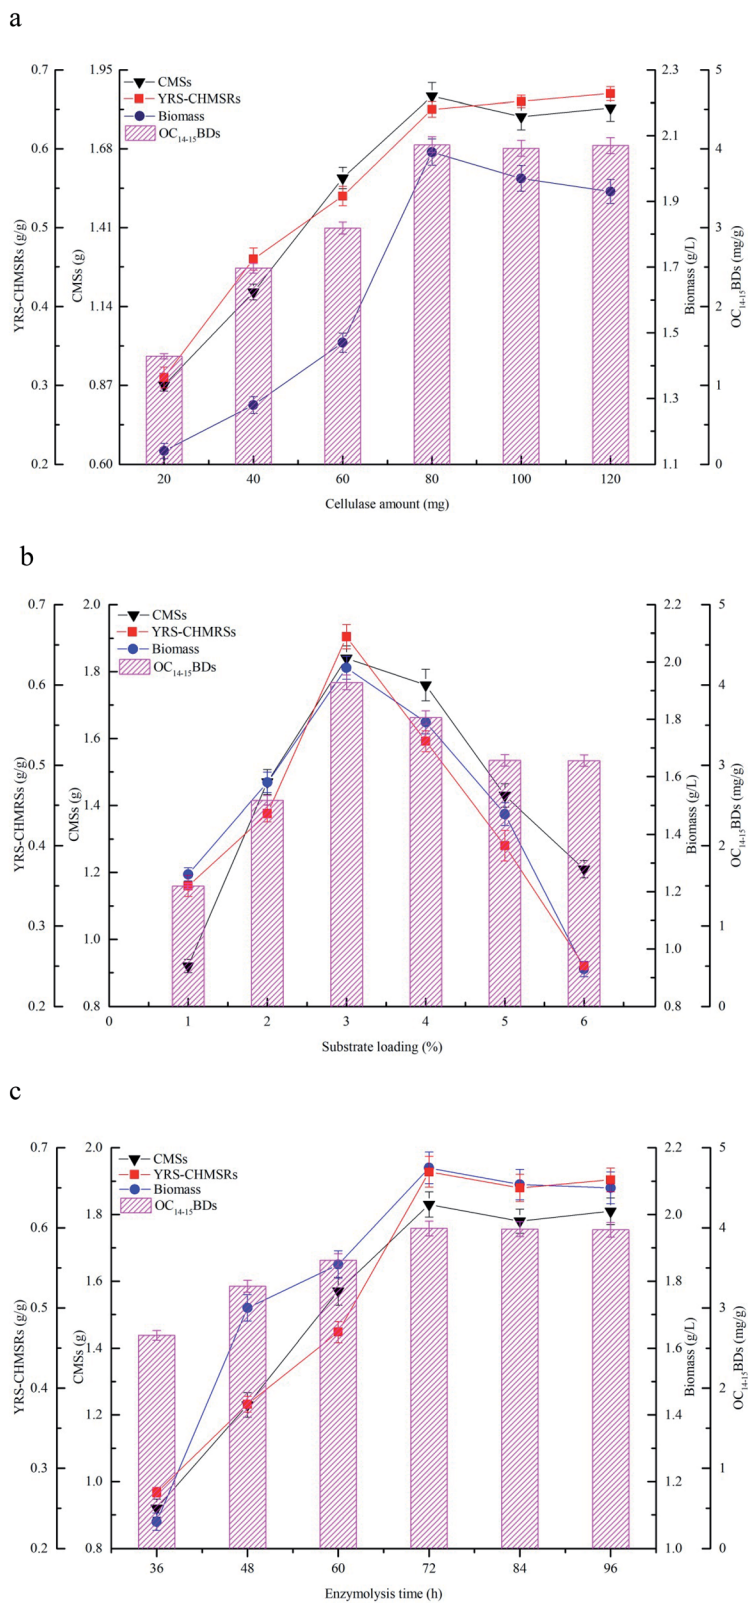 a
0.7
0.6
0.5
0.4
0.3
0.2
YRS-CHMSRs (g/g)
1.95
1.68
1.41
1.14
0.87
0.60
CMSs (g)
CMSs
YRS-CHMSRs
Biomass
OC14-15BDs
2.3
2.1
1.9
1.7
1.5
1.3
1.1
Biomass (g/L)
5
4
3
2
1
0
OC14-15BDs (mg/g)
20 40 60 80 100 120
Cellulase amount (mg)
b
0.7
0.6
0.5
0.4
0.3
0.2
YRS-CHMRSs (g/g)
2.0
1.8
1.6
1.4
1.2
1.0
0.8
CMSs (g)
CMSs
YRS-CHMRSs
Biomass
OC14-15BDs
2.2
2.0
1.8
1.6
1.4
1.2
1.0
0.8
Biomass (g/L)
5
4
3
2
1
0
OC14-15BDs (mg/g)
0 1 2 3 4 5 6
Substrate loading (%)
c
0.7
0.6
0.5
0.4
0.3
0.2
YRS-CHMSRs (g/g)
2.0
1.8
1.6
1.4
1.2
1.0
0.8
CMSs (g)
CMSs
YRS-CHMSRs
Biomass
OC14-15BDs
2.2
2.0
1.8
1.6
1.4
1.2
1.0
Biomass (g/L)
5
4
3
2
1
0
OC14-15BDs (mg/g)
36 48 60 72 84 96
Enzymolysis time (h)